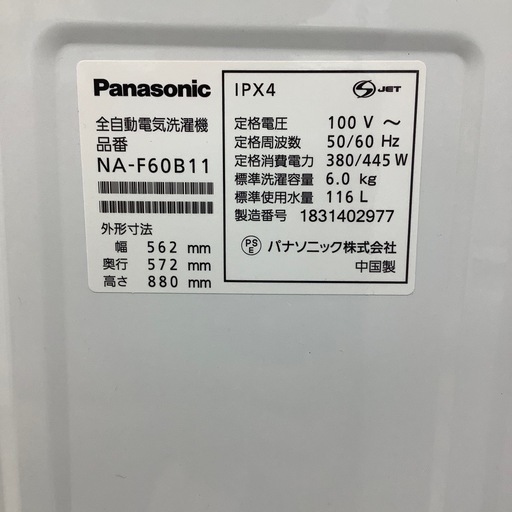 Panasonic
全自動電気洗濯機
品番
NA-F60B11
外形寸法
幅 562 mm
奥行 572 mm
高さ 880 mm
IPX4
S JET
定格電圧 100 V ～
定格周波数 50/60 Hz
定格消費電力 380/445 W
標準洗濯容量 6.0 kg
標準使用水量 116 L
製造番号 1831402977
PS E パナソニック株式会社
中国製